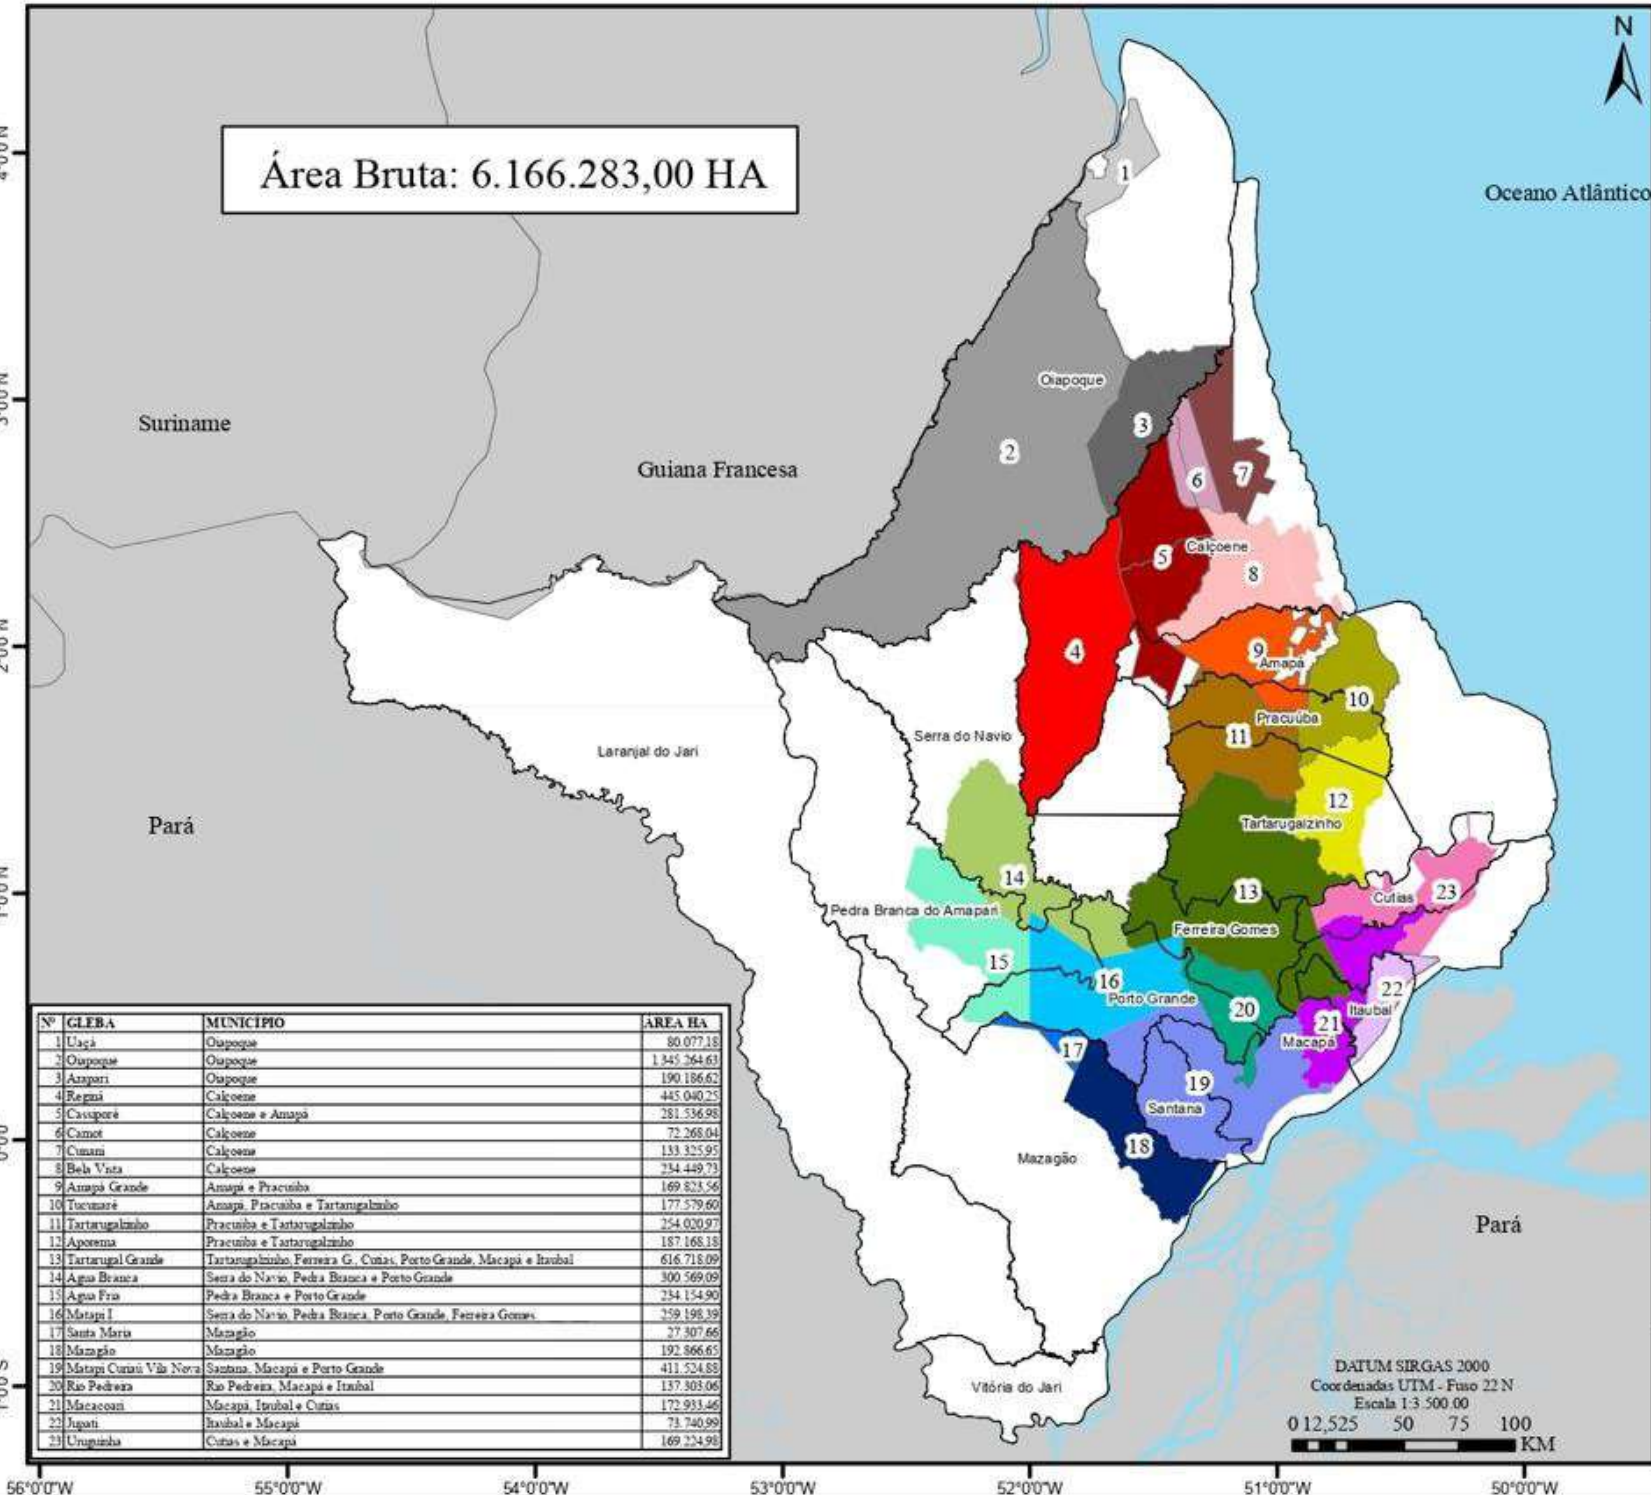 N
Área Bruta: 6.166.283,00 HA
Oceano Atlântico
Suriname
Guiana Francesa
Pará
Pará
1
Oiapoque
2
3
6
7
5
Calçoene
8
4
9
Amapá
10
Pracuúba
11
Serra do Navio
Laranjal do Jari
12
Tartarugalzinho
14
13
Cutias
23
Pedra Branca do Amapari
Ferreira Gomes
15
16
Porto Grande
20
22
Itaubal
21
Macapá
17
19
Santana
18
Mazagão
Vitória do Jari
Nº GLEBA MUNICÍPIO ÁREA HA
1 Uaçá Oiapoque 80.077,18
2 Oiapoque Oiapoque 1.345.264,63
3 Arapari Oiapoque 190.186,62
4 Reginá Calçoene 445.040,25
5 Cassiporé Calçoene e Amapá 281.536,98
6 Carnot Calçoene 72.268,04
7 Cunani Calçoene 133.325,95
8 Bela Vista Calçoene 234.449,73
9 Amapá Grande Amapá e Pracuúba 169.823,56
10 Tucunaré Amapá, Pracuúba e Tartarugalzinho 177.579,60
11 Tartarugalzinho Pracuúba e Tartarugalzinho 254.020,97
12 Aporema Pracuúba e Tartarugalzinho 187.168,18
13 Tartarugal Grande Tartarugalzinho, Ferreira G., Cutias, Porto Grande, Macapá e Itaubal 616.718,09
14 Agua Branca Serra do Navio, Pedra Branca e Porto Grande 300.569,09
15 Agua Fria Pedra Branca e Porto Grande 234.154,90
16 Matapi I Serra do Navio, Pedra Branca, Porto Grande, Ferreira Gomes 259.198,39
17 Santa Maria Mazagão 27.307,66
18 Mazagão Mazagão 192.866,65
19 Matapi Curiaú Vila Nova Santana, Macapá e Porto Grande 411.524,88
20 Rio Pedreira Rio Pedreira, Macapá e Itaubal 137.303,06
21 Macacoari Macapá, Itaubal e Cutias 172.933,46
22 Jupati Itaubal e Macapá 73.740,99
23 Uruguinha Cutias e Macapá 169.224,98
DATUM SIRGAS 2000
Coordenadas UTM - Fuso 22 N
Escala 1:3.500.00
0 12,525 50 75 100
KM
56°0'0"W 55°0'0"W 54°0'0"W 53°0'0"W 52°0'0"W 51°0'0"W 50°0'0"W